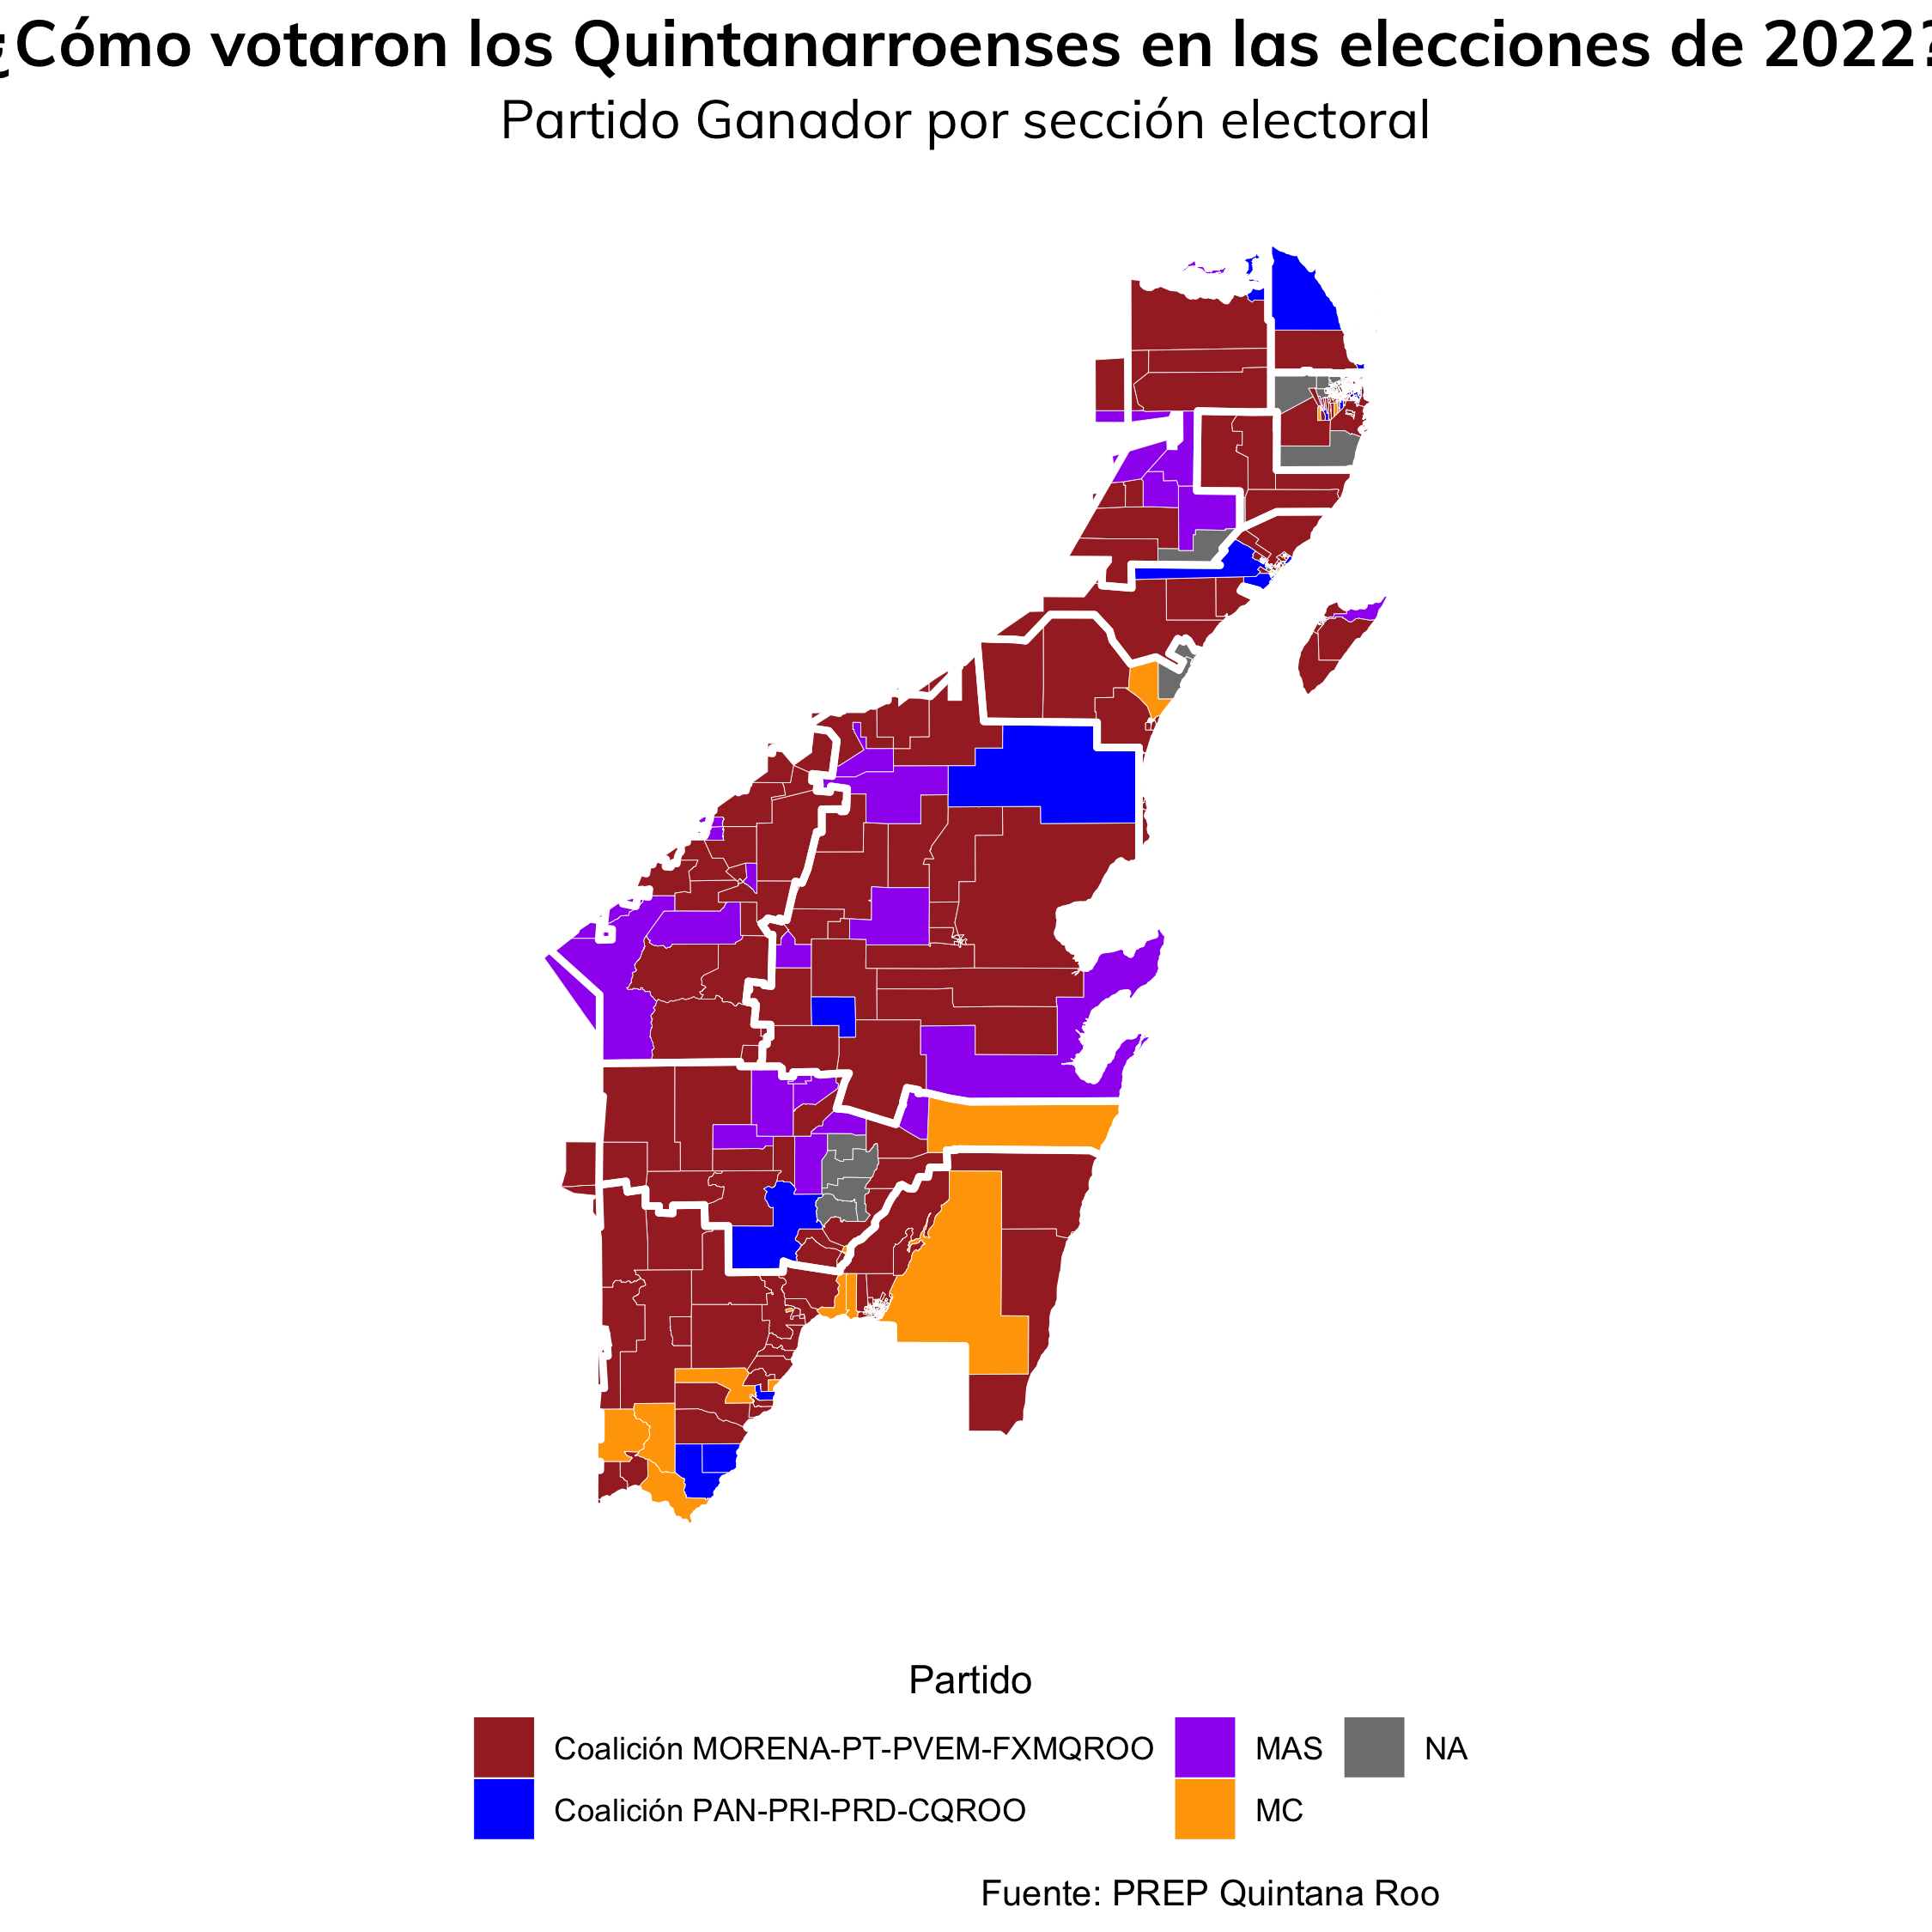 ¿Cómo votaron los Quintanarroenses en las elecciones de 2022?
Partido Ganador por sección electoral
Partido
Coalición MORENA-PT-PVEM-FXMQROO
MAS
NA
Coalición PAN-PRI-PRD-CQROO
MC
Fuente: PREP Quintana Roo